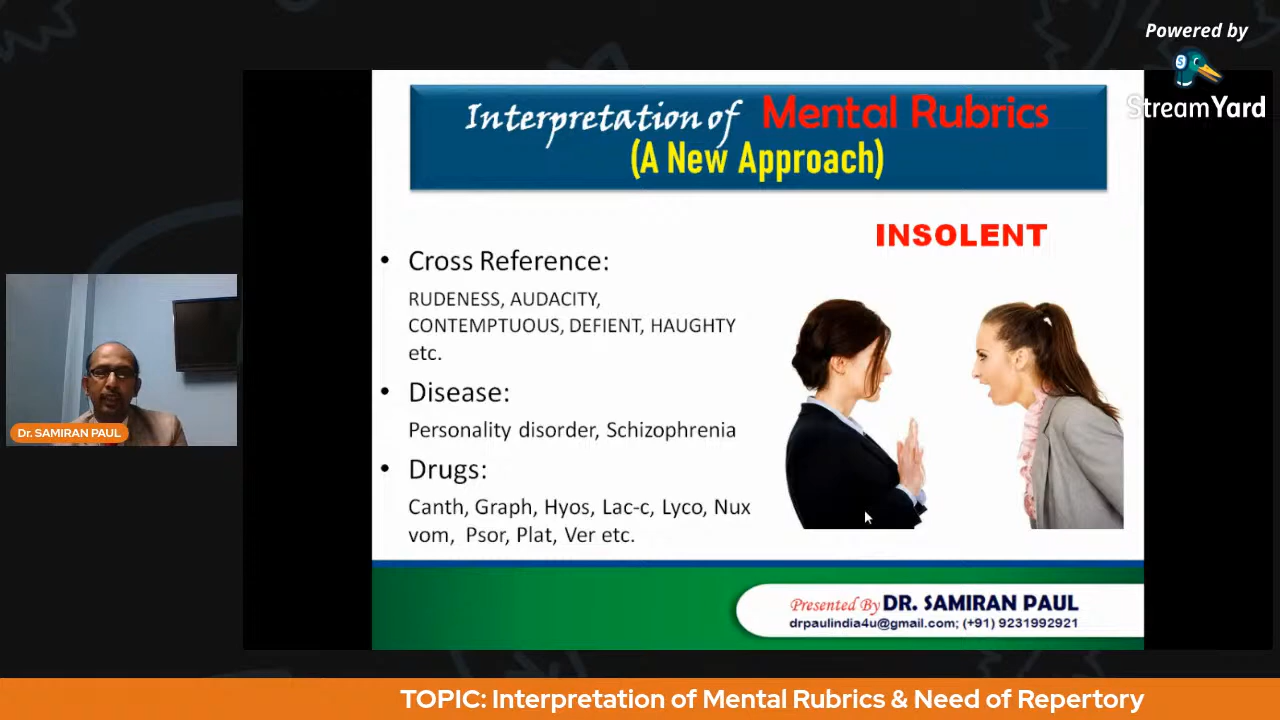 Powered by
StreamYard
Interpretation of Mental Rubrics
(A New Approach)
INSOLENT
• Cross Reference:
RUDENESS, AUDACITY,
CONTEMPTUOUS, DEFIENT, HAUGHTY
etc.
• Disease:
Personality disorder, Schizophrenia
• Drugs:
Canth, Graph, Hyos, Lac-c, Lyco, Nux
vom, Psor, Plat, Ver etc.
Dr. SAMIRAN PAUL
Presented By DR. SAMIRAN PAUL
drpaulindia4u@gmail.com; (+91) 9231992921
TOPIC: Interpretation of Mental Rubrics & Need of Repertory